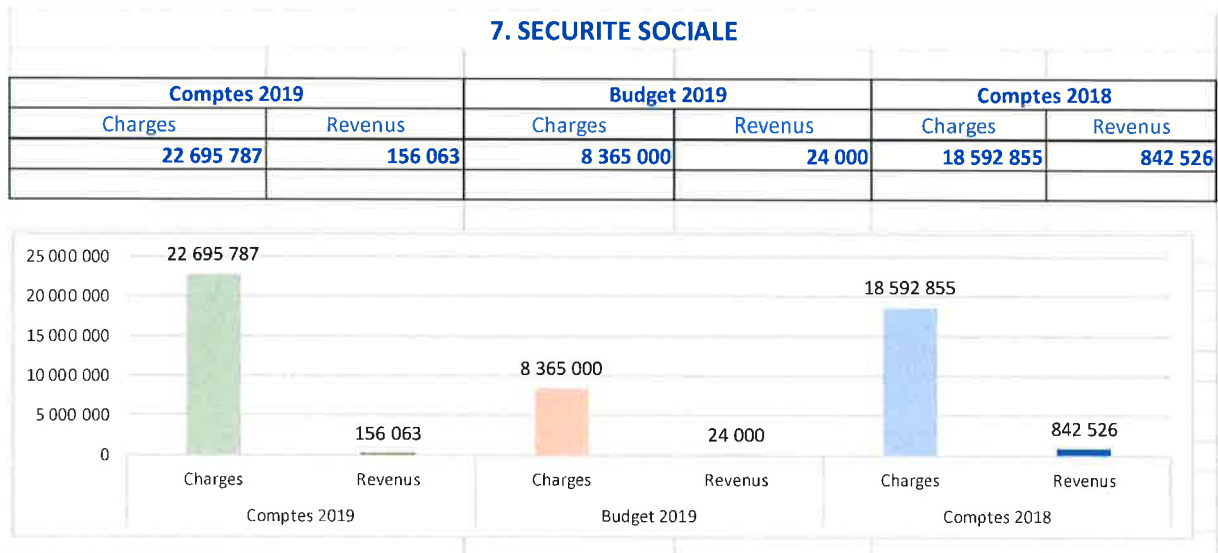 7. SECURITE SOCIALE
Comptes 2019 Budget 2019 Comptes 2018
Charges Revenus Charges Revenus Charges Revenus
22 695 787 156 063 8 365 000 24 000 18 592 855 842 526
25 000 000
20 000 000
15 000 000
10 000 000
5 000 000
0
22 695 787
156 063
8 365 000
24 000
18 592 855
842 526
Charges Revenus Charges Revenus Charges Revenus
Comptes 2019 Budget 2019 Comptes 2018